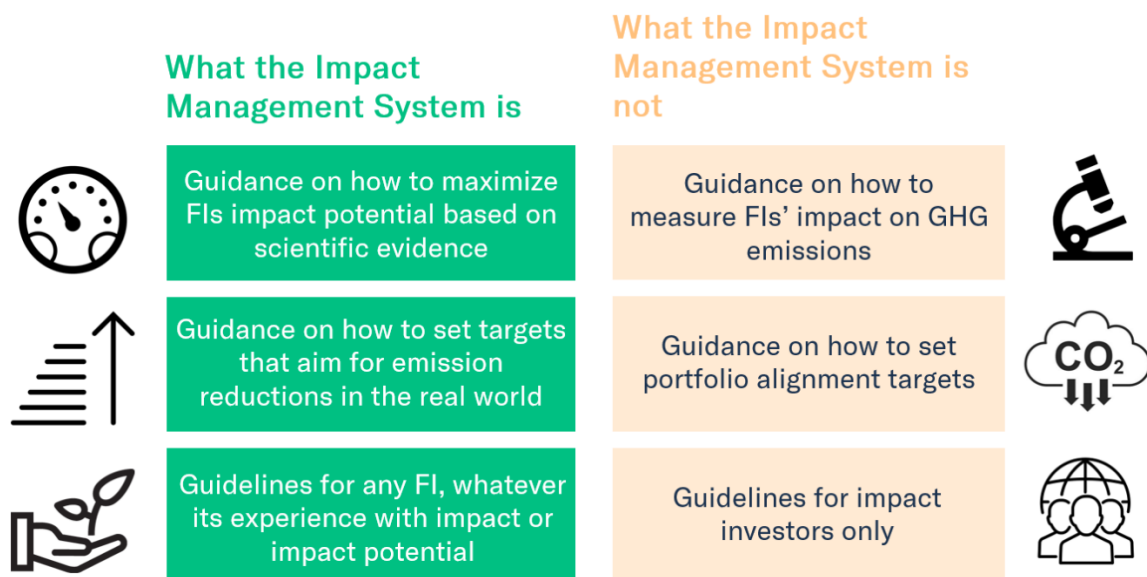 What the Impact
Management System is
What the Impact
Management System is
not
Guidance on how to maximize
FIs impact potential based on
scientific evidence
Guidance on how to
measure FIs’ impact on GHG
emissions
Guidance on how to set targets
that aim for emission
reductions in the real world
Guidance on how to set
portfolio alignment targets
CO₂
Guidelines for any FI, whatever
its experience with impact or
impact potential
Guidelines for impact
investors only